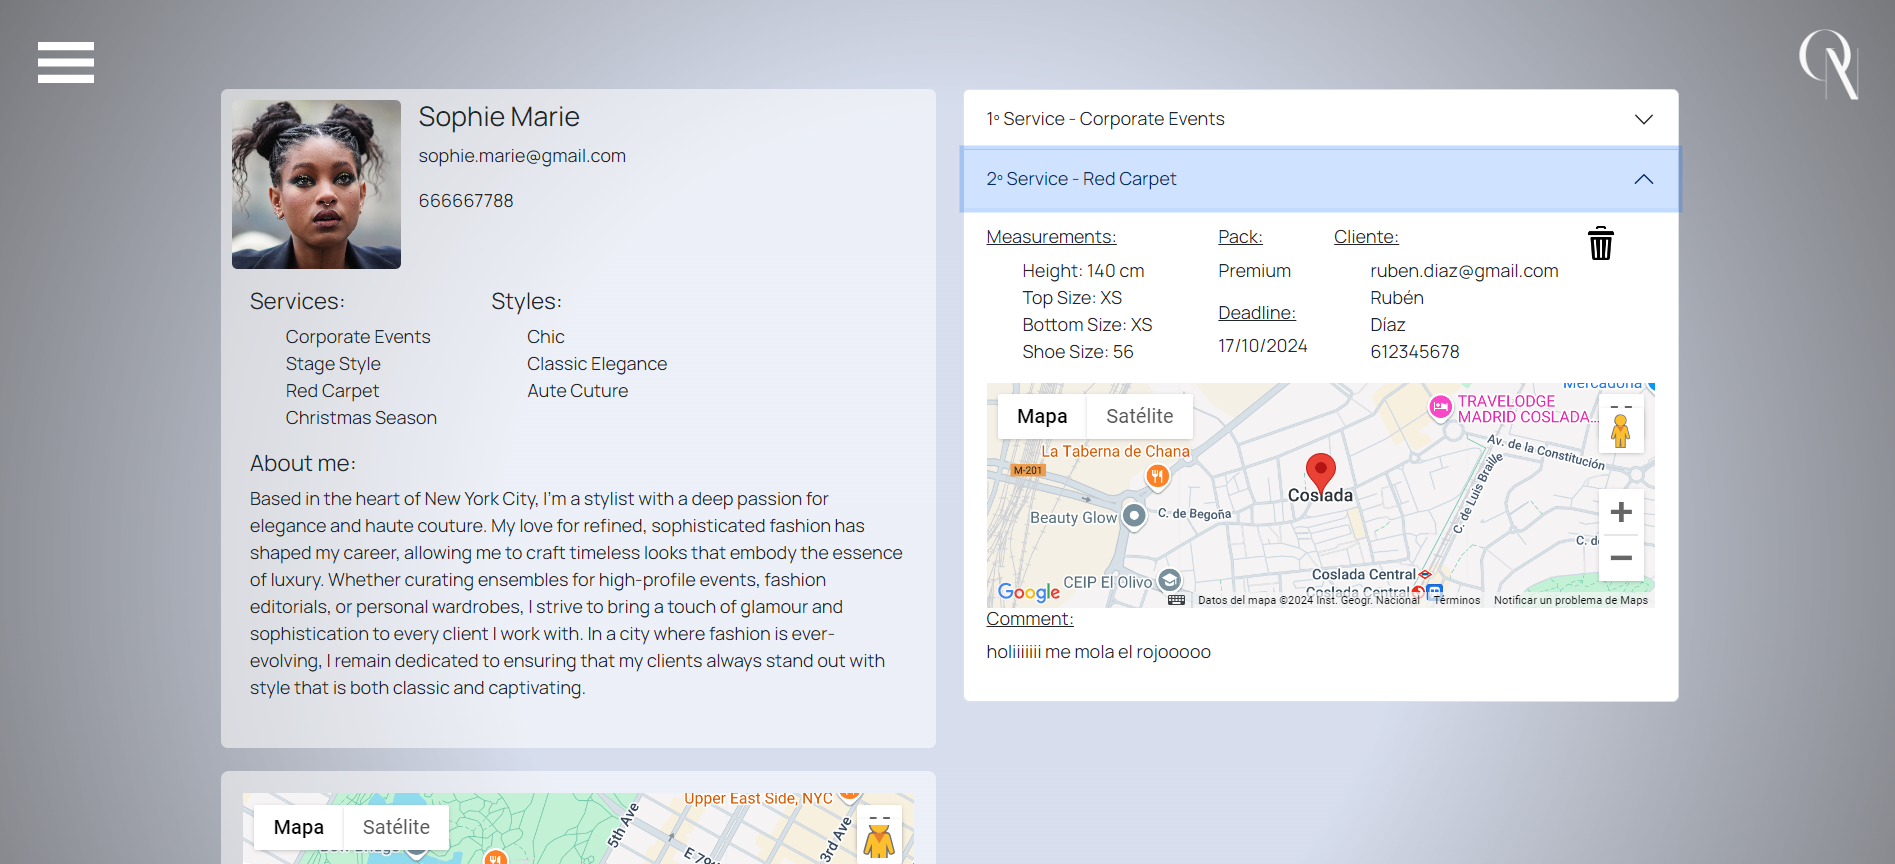 Sophie Marie
sophie.marie@gmail.com
666667788
Services:
Corporate Events
Stage Style
Red Carpet
Christmas Season
Styles:
Chic
Classic Elegance
Aute Cuture
About me:
Based in the heart of New York City, I'm a stylist with a deep passion for
elegance and haute couture. My love for refined, sophisticated fashion has
shaped my career, allowing me to craft timeless looks that embody the essence
of luxury. Whether curating ensembles for high-profile events, fashion
editorials, or personal wardrobes, I strive to bring a touch of glamour and
sophistication to every client I work with. In a city where fashion is ever-
evolving, I remain dedicated to ensuring that my clients always stand out with
style that is both classic and captivating.
Upper East Side, NYC
Mapa
Satélite
5th Ave
3rd Ave
1º Service - Corporate Events
2º Service - Red Carpet
Measurements:
Height: 140 cm
Top Size: XS
Bottom Size: XS
Shoe Size: 56
Pack:
Premium
Deadline:
17/10/2024
Cliente:
ruben.diaz@gmail.com
Rubén
Díaz
612345678
Mercadona
TRAVELODGE
MADRID COSLADA...
Mapa
Satélite
La Taberna de Chana
M-201
Av. de la Constitución
C. de Luis Braille
Coslada
Beauty Glow
C. de Begoña
CEIP El Olivo
Coslada Central
Coslada Central
Google
Datos del mapa ©2024 Inst. Geogr. Nacional
Términos
Notificar un problema de Maps
Comment:
holiiiiiii me mola el rojooooo